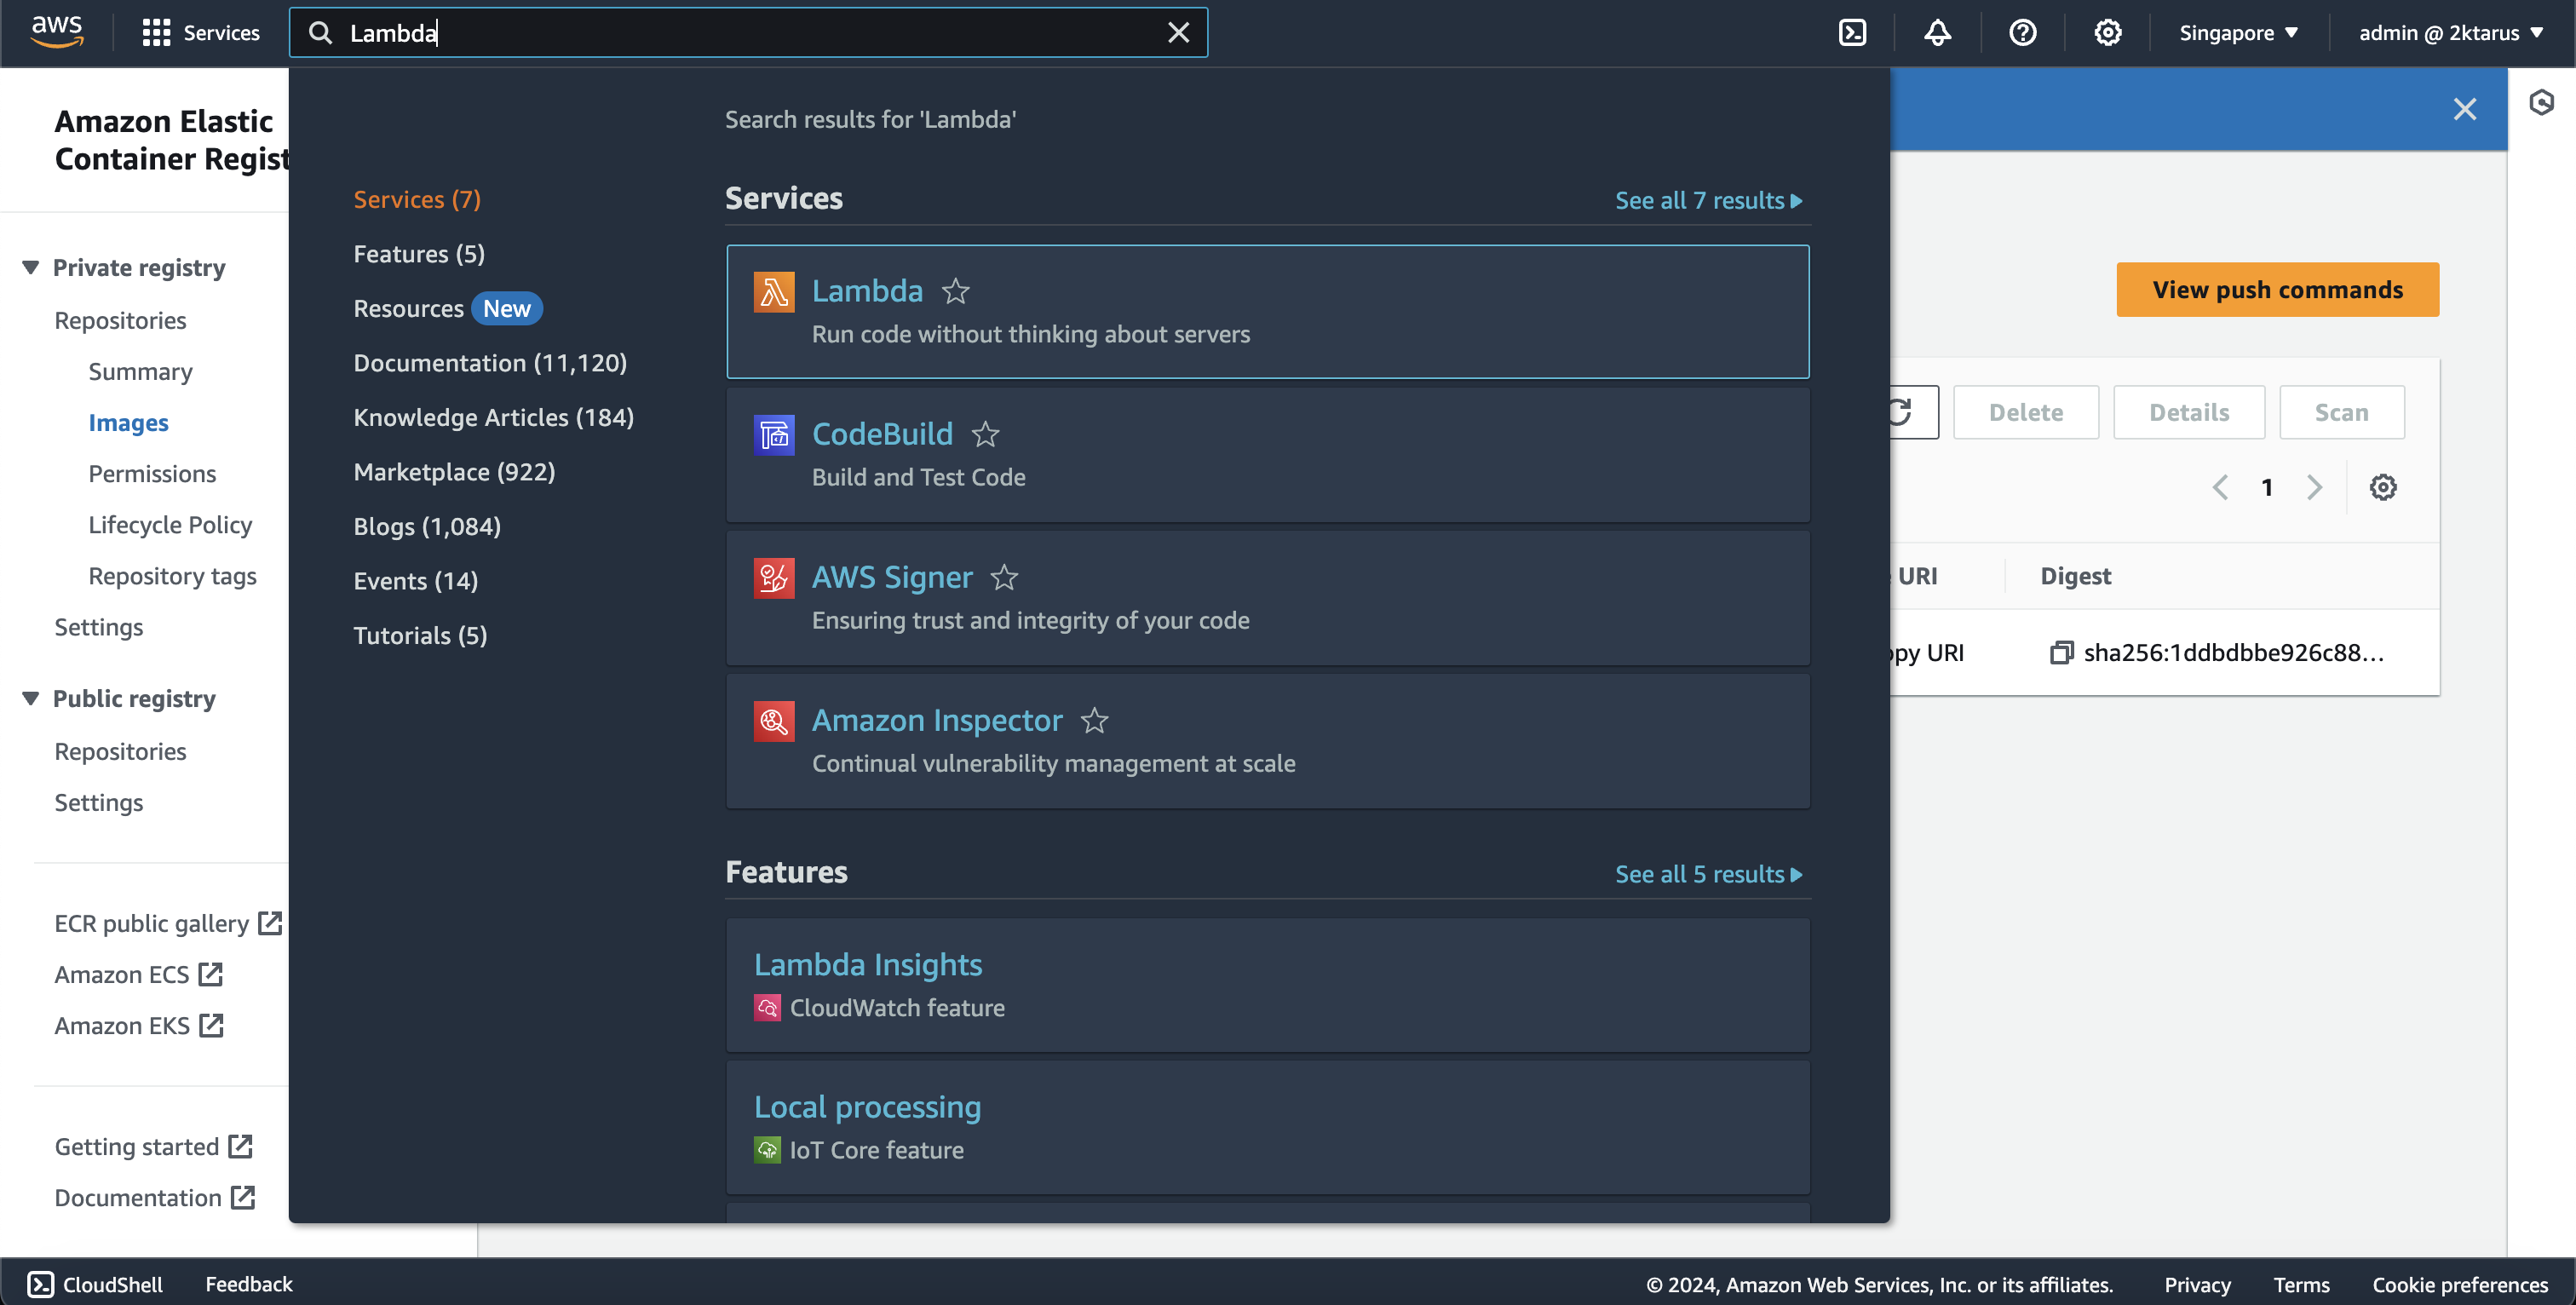 aws
Services
Lambda
Singapore
admin @ 2ktarus
Amazon Elastic
Container Regist
Private registry
Repositories
Summary
Images
Permissions
Lifecycle Policy
Repository tags
Settings
Public registry
Repositories
Settings
ECR public gallery
Amazon ECS
Amazon EKS
Getting started
Documentation
Services (7)
Features (5)
Resources New
Documentation (11,120)
Knowledge Articles (184)
Marketplace (922)
Blogs (1,084)
Events (14)
Tutorials (5)
Search results for 'Lambda'
Services
See all 7 results
Lambda
Run code without thinking about servers
CodeBuild
Build and Test Code
AWS Signer
Ensuring trust and integrity of your code
Amazon Inspector
Continual vulnerability management at scale
Features
See all 5 results
Lambda Insights
CloudWatch feature
Local processing
IoT Core feature
View push commands
Delete
Details
Scan
1
URI
Digest
opy URI
sha256:1ddbdbbe926c88...
CloudShell
Feedback
© 2024, Amazon Web Services, Inc. or its affiliates.
Privacy
Terms
Cookie preferences